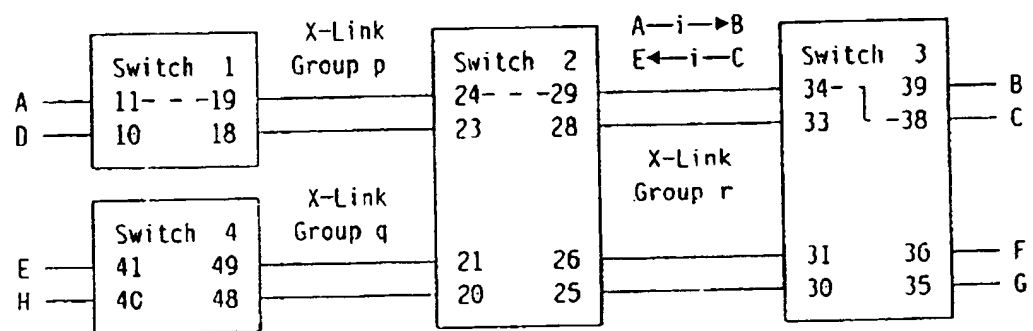 X-Link
Group p
A—i—►B
E◄—i—C
Switch 1
Switch 2
Switch 3
A 11- - -19 24- - -29 34- 39 B
D 10 18 23 28 33 -38 C
X-Link
Group q
X-Link
Group r
Switch 4
E 41 49 21 26 31 36 F
H 40 48 20 25 30 35 G